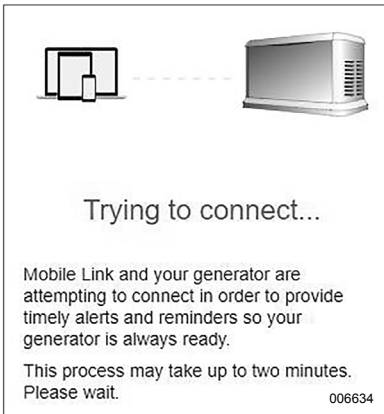 Trying to connect...
Mobile Link and your generator are
attempting to connect in order to provide
timely alerts and reminders so your
generator is always ready.
This process may take up to two minutes.
Please wait.
006634